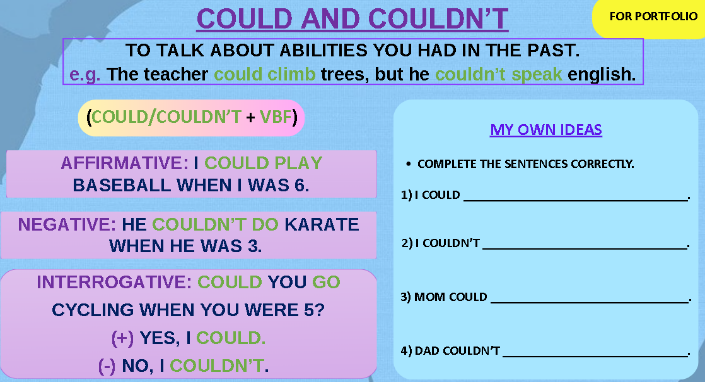 COULD AND COULDN'T
FOR PORTFOLIO
TO TALK ABOUT ABILITIES YOU HAD IN THE PAST.
e.g. The teacher could climb trees, but he couldn't speak english.
(COULD/COULDN'T + VBF)
AFFIRMATIVE: I COULD PLAY
BASEBALL WHEN I WAS 6.
NEGATIVE: HE COULDN'T DO KARATE
WHEN HE WAS 3.
INTERROGATIVE: COULD YOU GO
CYCLING WHEN YOU WERE 5?
(+) YES, I COULD.
(-) NO, I COULDN'T.
MY OWN IDEAS
• COMPLETE THE SENTENCES CORRECTLY.
1) I COULD ______________________________.
2) I COULDN'T ______________________________.
3) MOM COULD ______________________________.
4) DAD COULDN'T ____________________________.